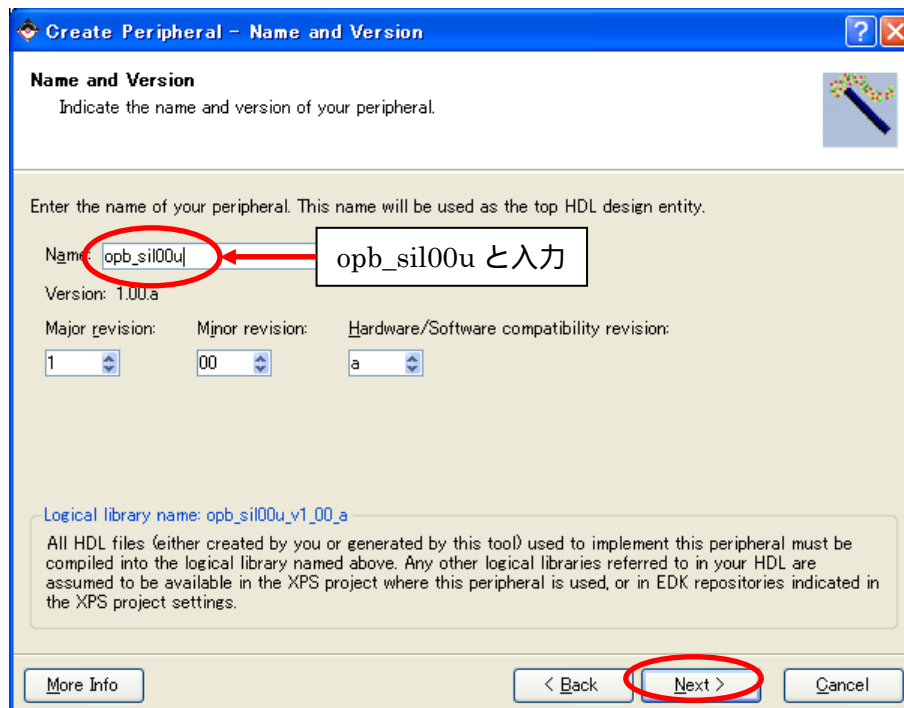 Create Peripheral - Name and Version
Name and Version
Indicate the name and version of your peripheral.
Enter the name of your peripheral. This name will be used as the top HDL design entity.
Name: opb_sil00u
opb_sil00u と入力
Version: 1.00.a
Major revision: Minor revision: Hardware/Software compatibility revision:
1 00 a
Logical library name: opb_sil00u_v1_00_a
All HDL files (either created by you or generated by this tool) used to implement this peripheral must be
compiled into the logical library named above. Any other logical libraries referred to in your HDL are
assumed to be available in the XPS project where this peripheral is used, or in EDK repositories indicated in
the XPS project settings.
More Info < Back Next > Cancel